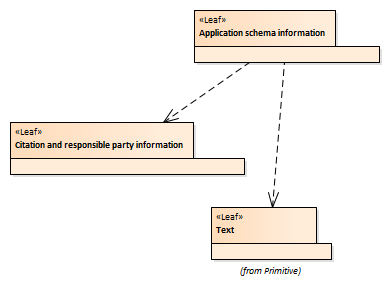 «Leaf»
Application schema information
«Leaf»
Citation and responsible party information
«Leaf»
Text
(from Primitive)